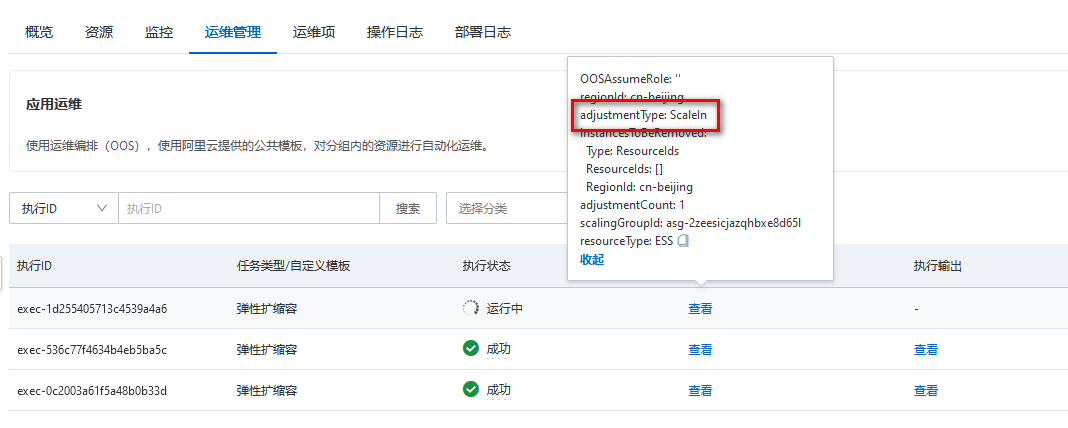 概览 资源 监控 运维管理 运维项 操作日志 部署日志
应用运维
使用运维编排（OOS），使用阿里云提供的公共模板，对分组内的资源进行自动化运维。
OOSAssumeRole: ''
regionId: cn-beijing
adjustmentType: ScaleIn
instancesToBeRemoved:
Type: ResourceIds
ResourceIds: []
RegionId: cn-beijing
adjustmentCount: 1
scalingGroupId: asg-2zeesicjazqhbxe8d65l
resourceType: ESS
收起
执行ID 执行ID 搜索 选择分类
执行ID 任务类型/自定义模板 执行状态 执行输出
exec-1d255405713c4539a4a6 弹性扩缩容 运行中 查看 -
exec-536c77f4634b4eb5ba5c 弹性扩缩容 成功 查看 查看
exec-0c2003a61f5a48b0b33d 弹性扩缩容 成功 查看 查看